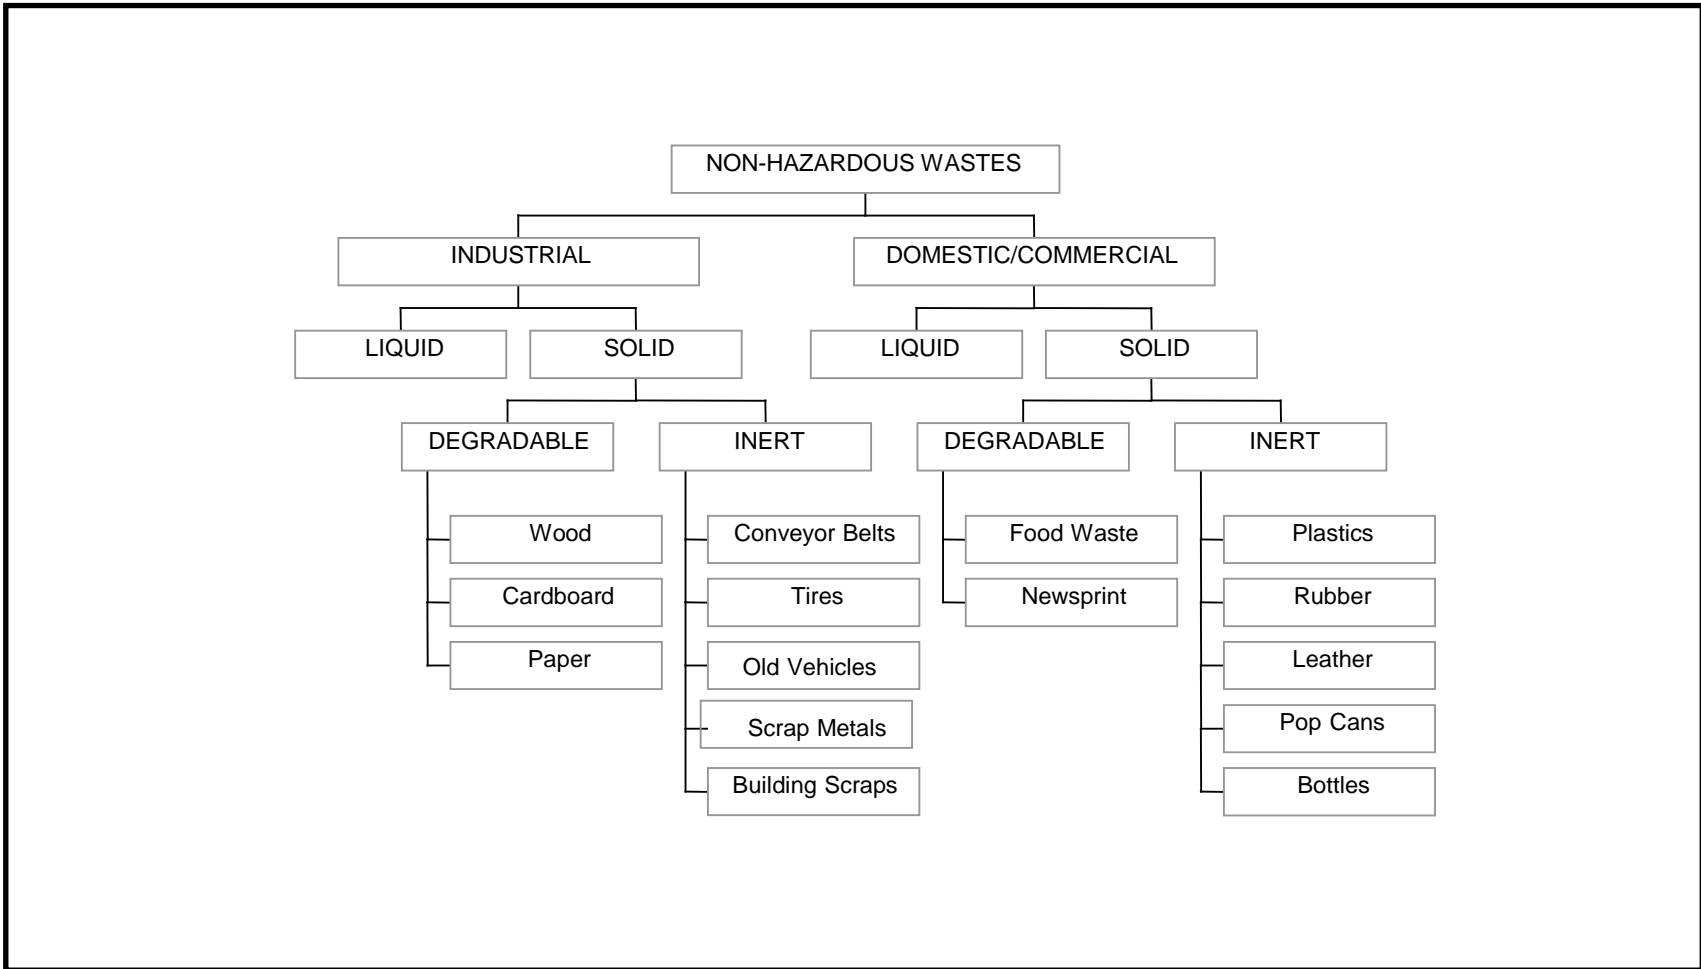 NON-HAZARDOUS WASTES
INDUSTRIAL
DOMESTIC/COMMERCIAL
LIQUID
SOLID
LIQUID
SOLID
DEGRADABLE
INERT
DEGRADABLE
INERT
Wood
Conveyor Belts
Food Waste
Plastics
Cardboard
Tires
Newsprint
Rubber
Paper
Old Vehicles
Leather
Scrap Metals
Pop Cans
Building Scraps
Bottles